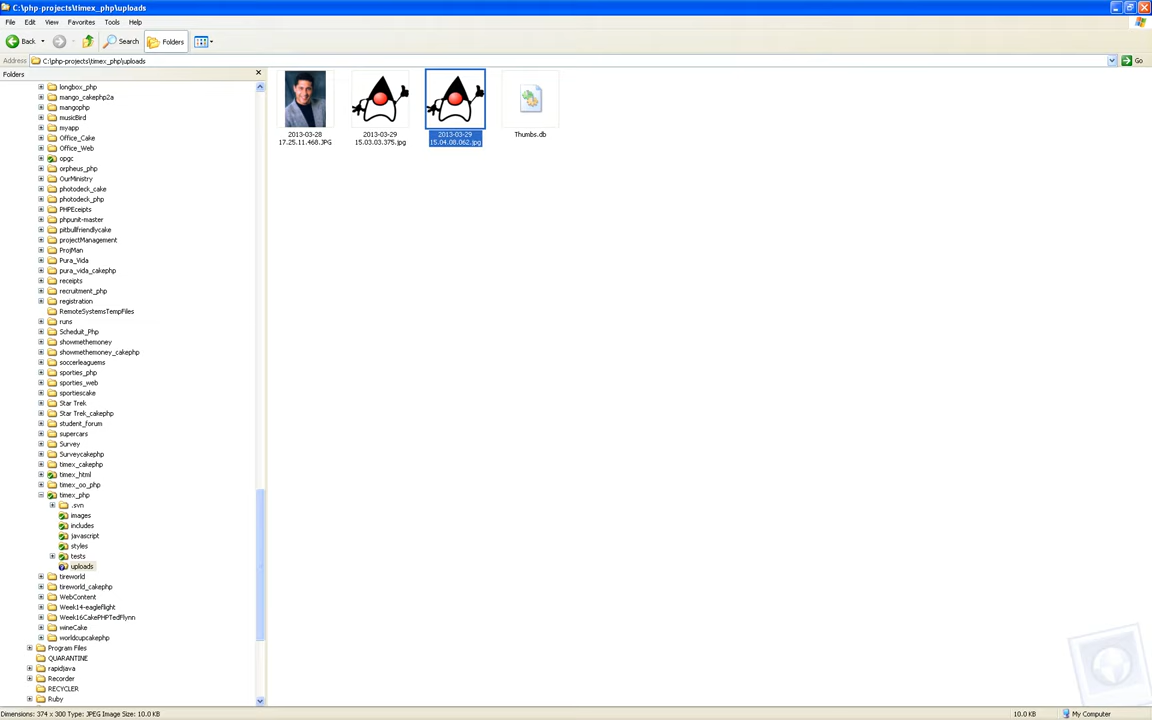 C:\php-projects\timex_php\uploads
File Edit View Favorites Tools Help
Back Search Folders
Address C:\php-projects\timex_php\uploads Go
Folders
longbox_php
mango_cakephp2a
mangophp
musicBird
myapp
Office_Cake
Office_Web
opgc
orpheus_php
OurMinistry
photodeck_cake
photodeck_php
PHPEceipts
phpunit-master
pitbullfriendlycake
projectManagement
ProjMan
Pura_Vida
pura_vida_cakephp
receipts
recruitment_php
registration
RemoteSystemsTempFiles
runs
Scheduit_Php
showmethemoney
showmethemoney_cakephp
soccerleaguems
sporties_php
sporties_web
sportiescake
Star Trek
Star Trek_cakephp
student_forum
supercars
Survey
Surveycakephp
timex_cakephp
timex_html
timex_oo_php
timex_php
.svn
images
includes
javascript
styles
tests
uploads
tireworld
tireworld_cakephp
WebContent
Week14-eagleflight
Week16CakePHPTedFlynn
wineCake
worldcupcakephp
Program Files
QUARANTINE
rapidjava
Recorder
RECYCLER
Ruby
2013-03-28
17.25.11.468.JPG
2013-03-29
15.03.03.375.jpg
2013-03-29
15.04.08.062.jpg
Thumbs.db
Dimensions: 374 x 300 Type: JPEG Image Size: 10.0 KB 10.0 KB My Computer